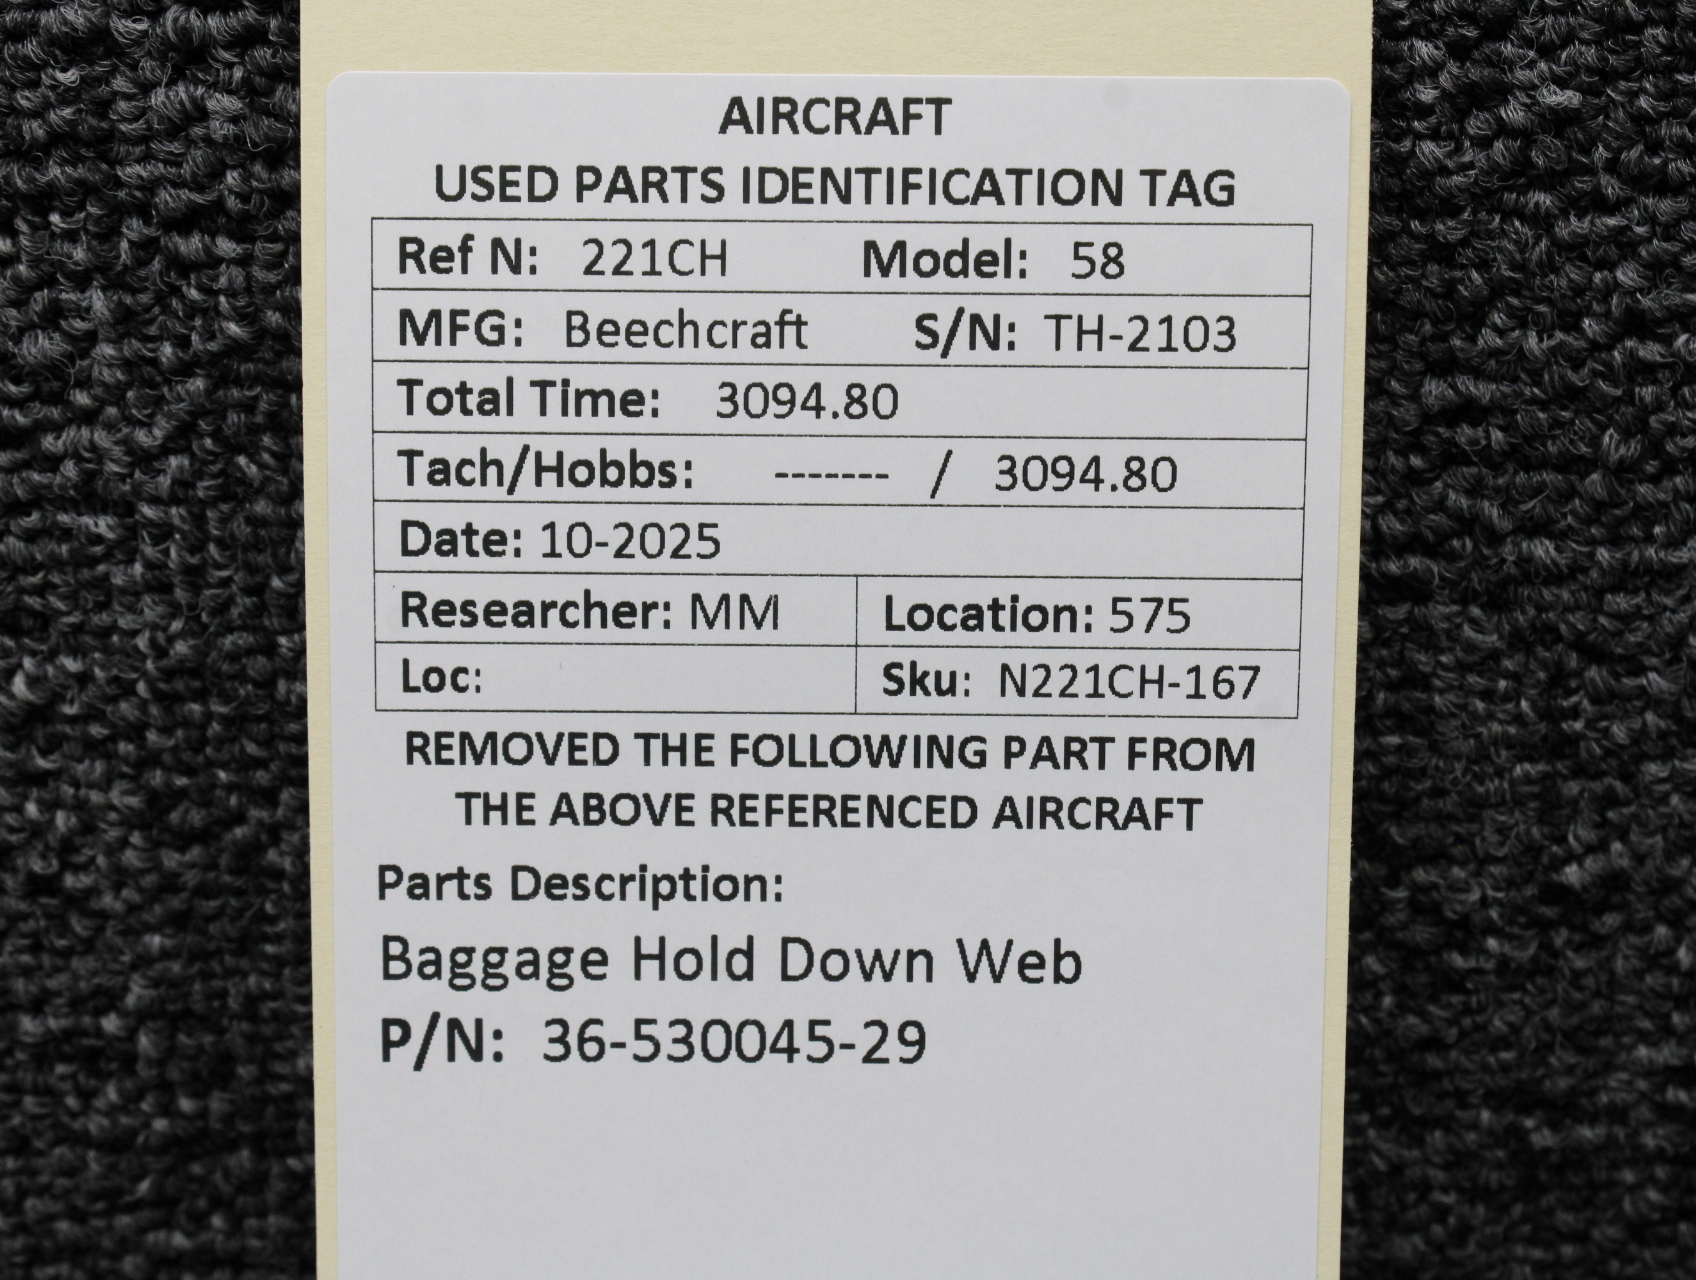 AIRCRAFT
USED PARTS IDENTIFICATION TAG
Ref N: 221CH Model: 58
MFG: Beechcraft S/N: TH-2103
Total Time: 3094.80
Tach/Hobbs: ------- / 3094.80
Date: 10-2025
Researcher: MM Location: 575
Loc: Sku: N221CH-167
REMOVED THE FOLLOWING PART FROM
THE ABOVE REFERENCED AIRCRAFT
Parts Description:
Baggage Hold Down Web
P/N: 36-530045-29